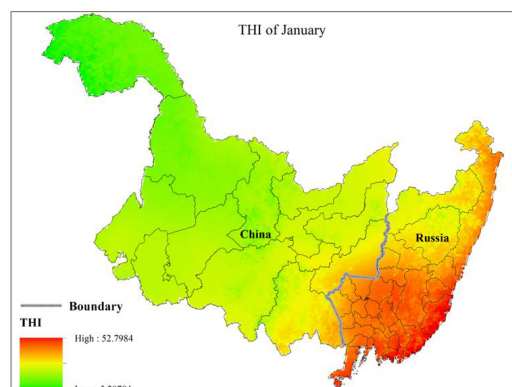 THI of January
China
Russia
Boundary
THI
High : 52.7984